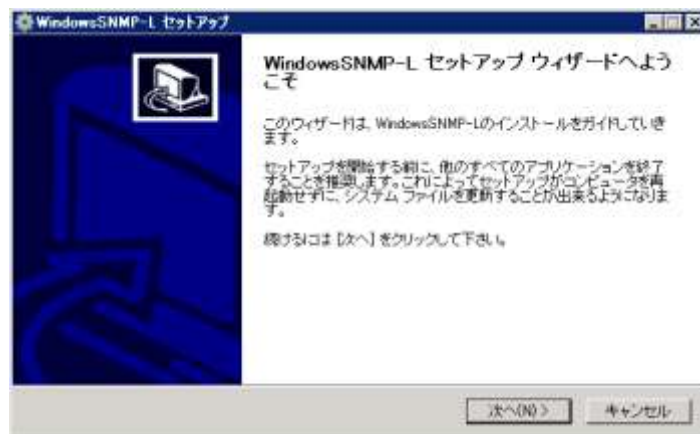 WindowsSNMP-L セットアップ
WindowsSNMP-L セットアップ ウィザードへよう
こそ
このウィザードは、WindowsSNMP-Lのインストールをガイドしていき
ます。
セットアップを開始する前に、他のすべてのアプリケーションを終了
することを推奨します。これによってセットアップがコンピュータを再
起動せずに、システム ファイルを更新することが出来るようになりま
す。
続けるには [次へ] をクリックして下さい。
次へ(N) >
キャンセル